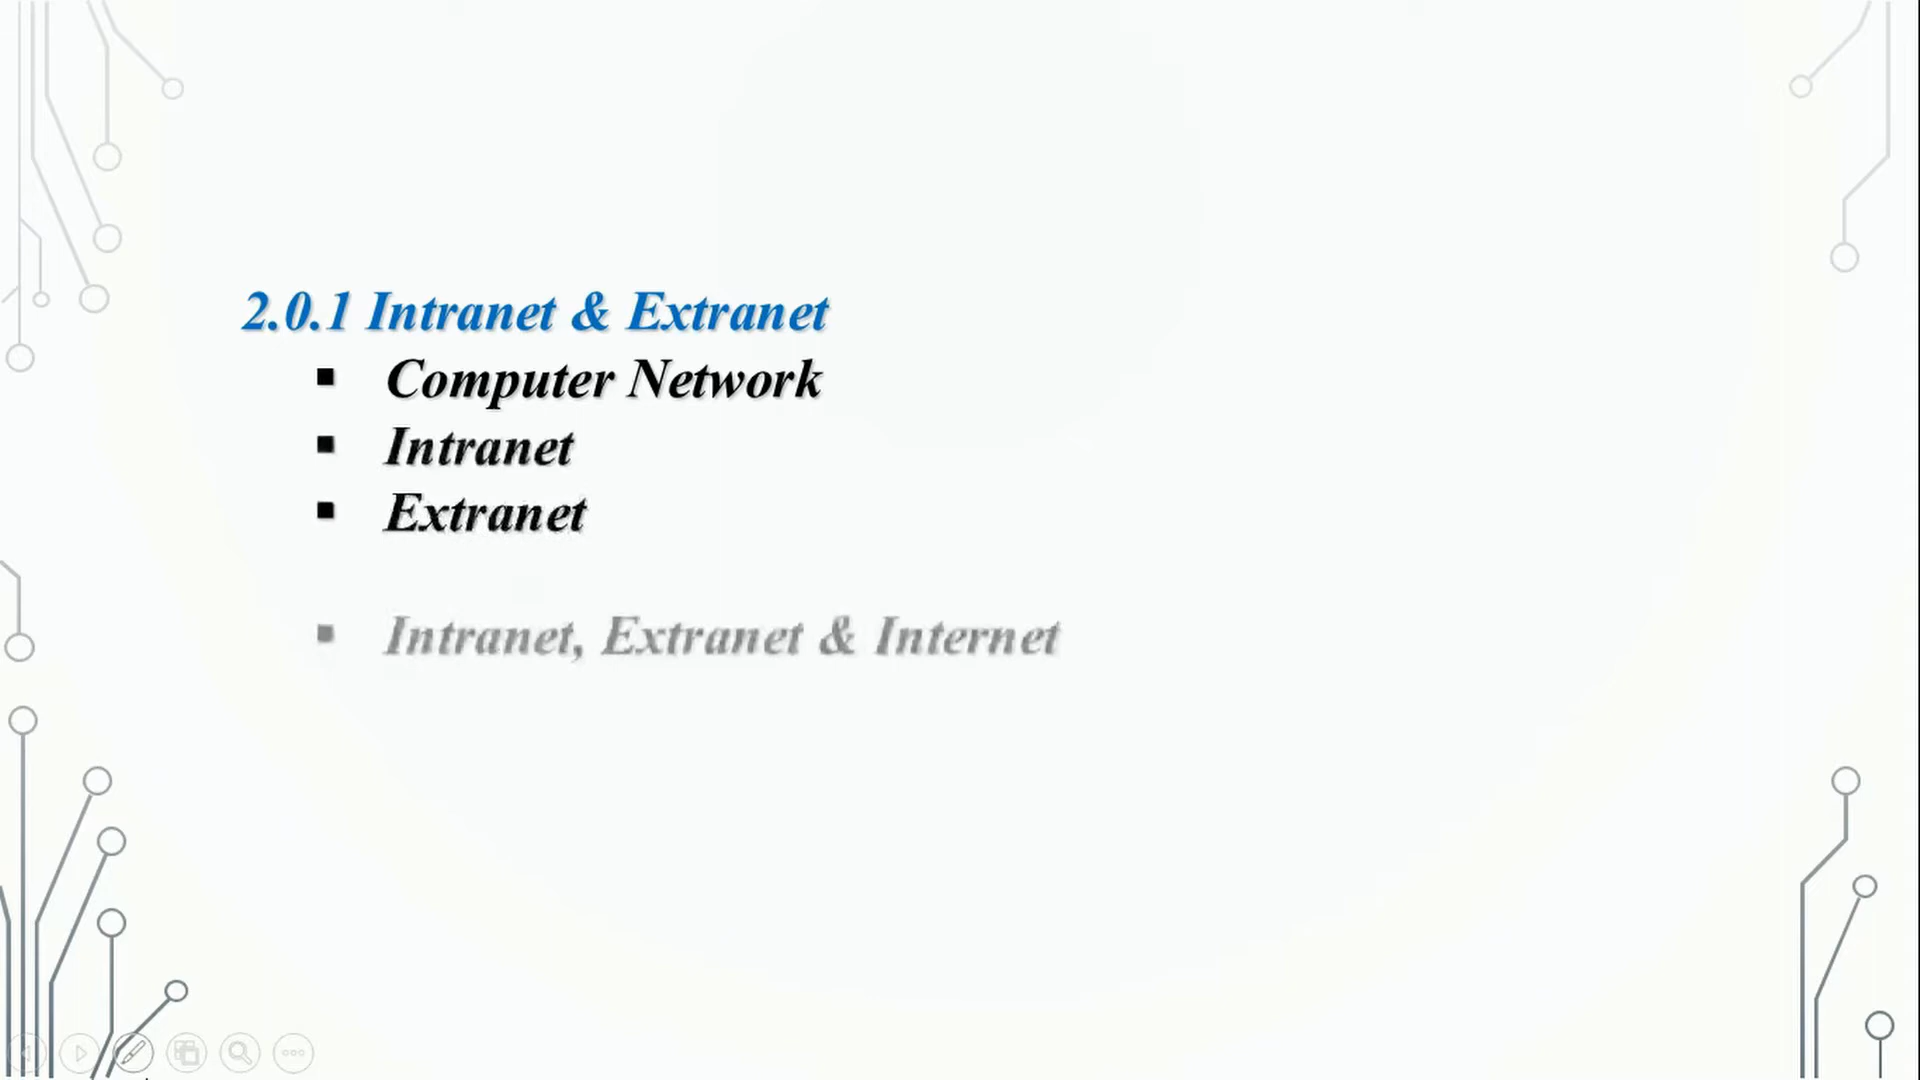 2.0.1 Intranet & Extranet
▪ Computer Network
▪ Intranet
▪ Extranet
▪ Intranet, Extranet & Internet